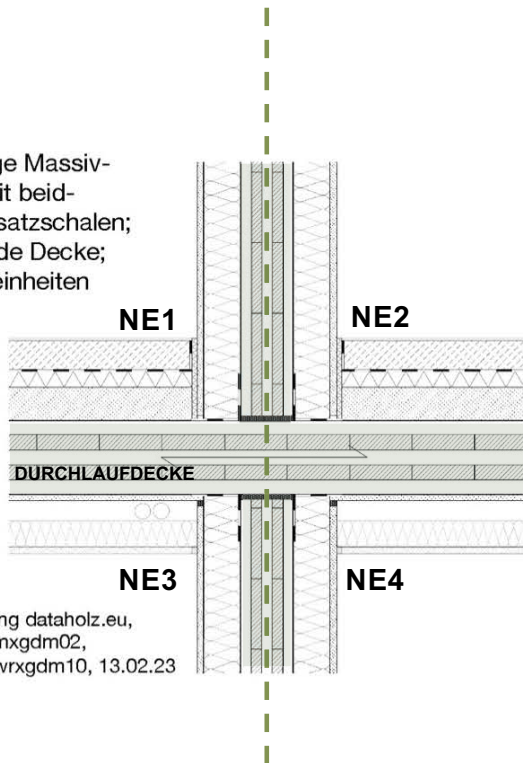 ge Massiv-
it beid-
satzschalen;
de Decke;
einheiten
NE1
NE2
DURCHLAUFDECKE
NE3
NE4
ng dataholz.eu,
mxgdm02,
wrxgdm10, 13.02.23